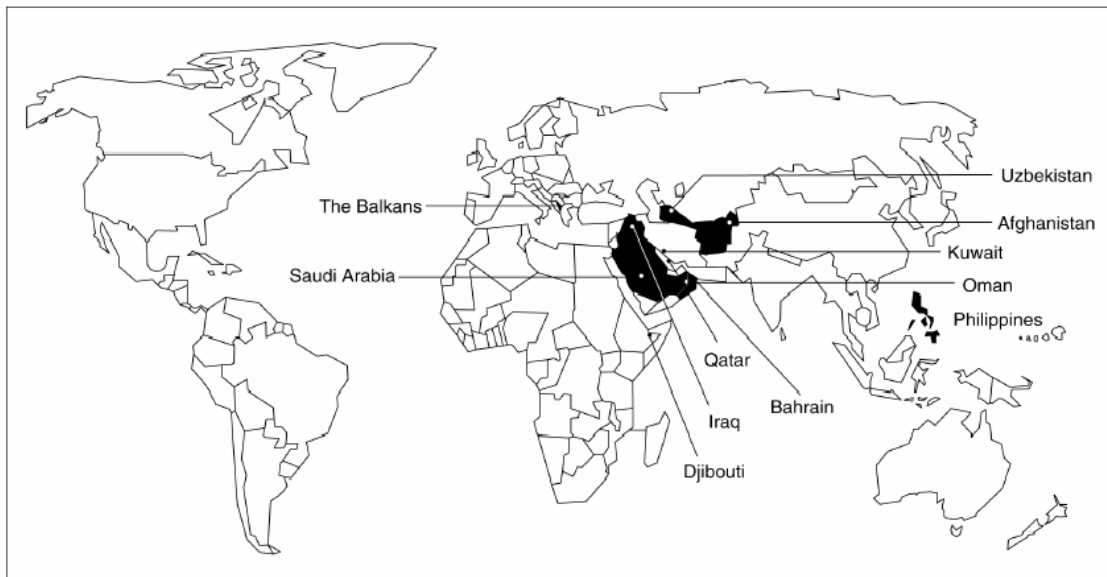 Uzbekistan
The Balkans
Afghanistan
Kuwait
Saudi Arabia
Oman
Philippines
Qatar
Bahrain
Iraq
Djibouti